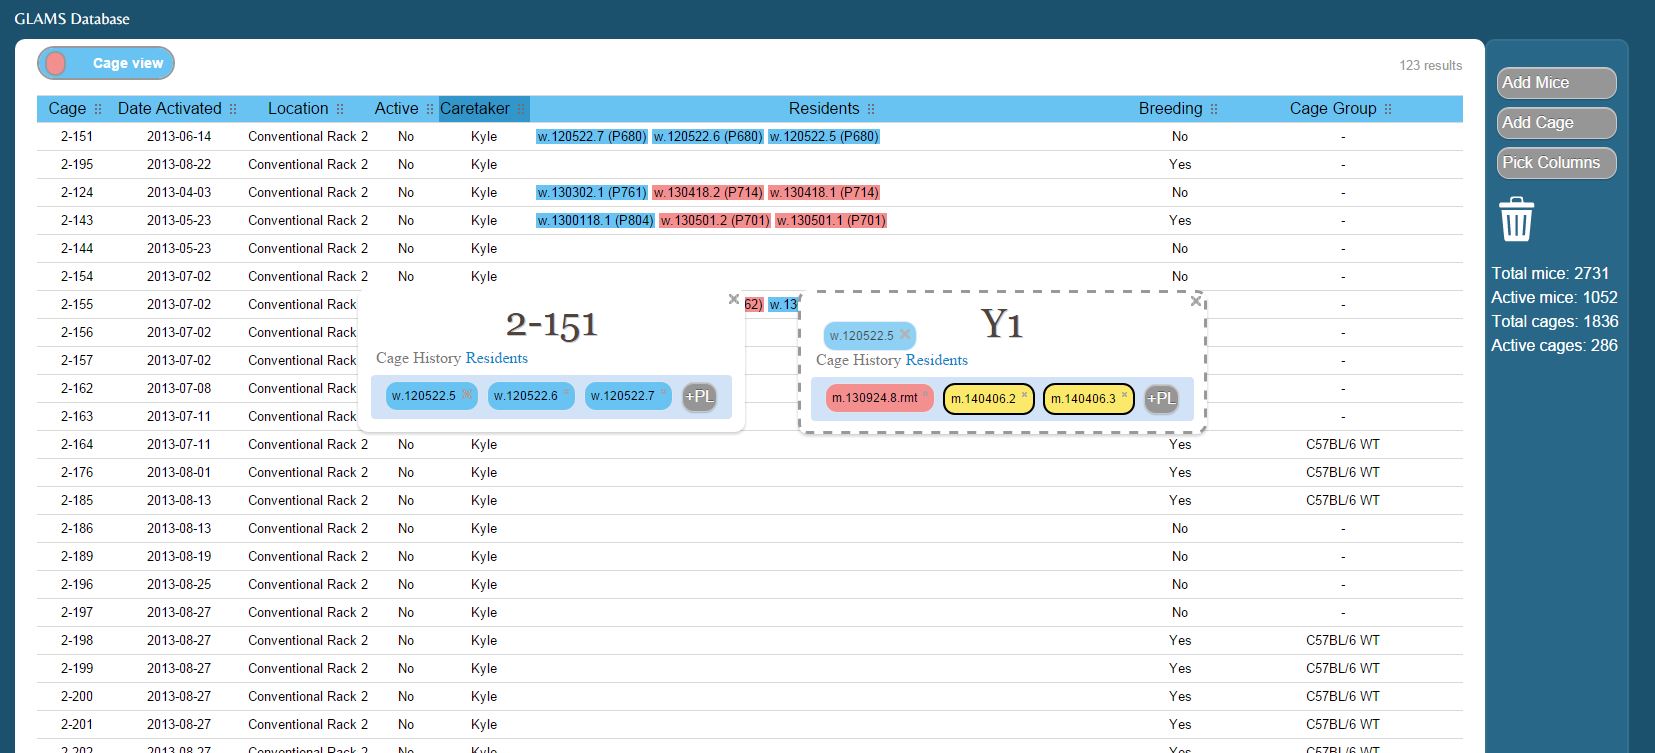 GLAMS Database
Cage view
123 results
Cage Date Activated Location Active Caretaker Residents Breeding Cage Group
2-151 2013-06-14 Conventional Rack 2 No Kyle w.120522.7 (P680) w.120522.6 (P680) w.120522.5 (P680) No -
2-195 2013-08-22 Conventional Rack 2 No Kyle Yes -
2-124 2013-04-03 Conventional Rack 2 No Kyle w.130302.1 (P761) w.130418.2 (P714) w.130418.1 (P714) No -
2-143 2013-05-23 Conventional Rack 2 No Kyle w.1300118.1 (P804) w.130501.2 (P701) w.130501.1 (P701) Yes -
2-144 2013-05-23 Conventional Rack 2 No Kyle No -
2-154 2013-07-02 Conventional Rack 2 No Kyle No -
2-155 2013-07-02 Conventional Rack 62) w.13 -
2-156 2013-07-02 Conventional Rack -
2-157 2013-07-02 Conventional Rack -
2-162 2013-07-08 Conventional Rack -
2-163 2013-07-11 Conventional Rack -
2-164 2013-07-11 Conventional Rack 2 No Kyle Yes C57BL/6 WT
2-176 2013-08-01 Conventional Rack 2 No Kyle Yes C57BL/6 WT
2-185 2013-08-13 Conventional Rack 2 No Kyle Yes C57BL/6 WT
2-186 2013-08-13 Conventional Rack 2 No Kyle No -
2-189 2013-08-19 Conventional Rack 2 No Kyle No -
2-196 2013-08-25 Conventional Rack 2 No Kyle No -
2-197 2013-08-27 Conventional Rack 2 No Kyle No -
2-198 2013-08-27 Conventional Rack 2 No Kyle Yes C57BL/6 WT
2-199 2013-08-27 Conventional Rack 2 No Kyle Yes C57BL/6 WT
2-200 2013-08-27 Conventional Rack 2 No Kyle Yes C57BL/6 WT
2-201 2013-08-27 Conventional Rack 2 No Kyle Yes C57BL/6 WT
2-202 2013-08-27 Conventional Rack 2 No Kyle Yes C57BL/6 WT
2-151
Cage History Residents
w.120522.5 w.120522.6 w.120522.7 +PL
Y1
w.120522.5
Cage History Residents
m.130924.8.rmt m.140406.2 m.140406.3 +PL
Add Mice
Add Cage
Pick Columns
Total mice: 2731
Active mice: 1052
Total cages: 1836
Active cages: 286